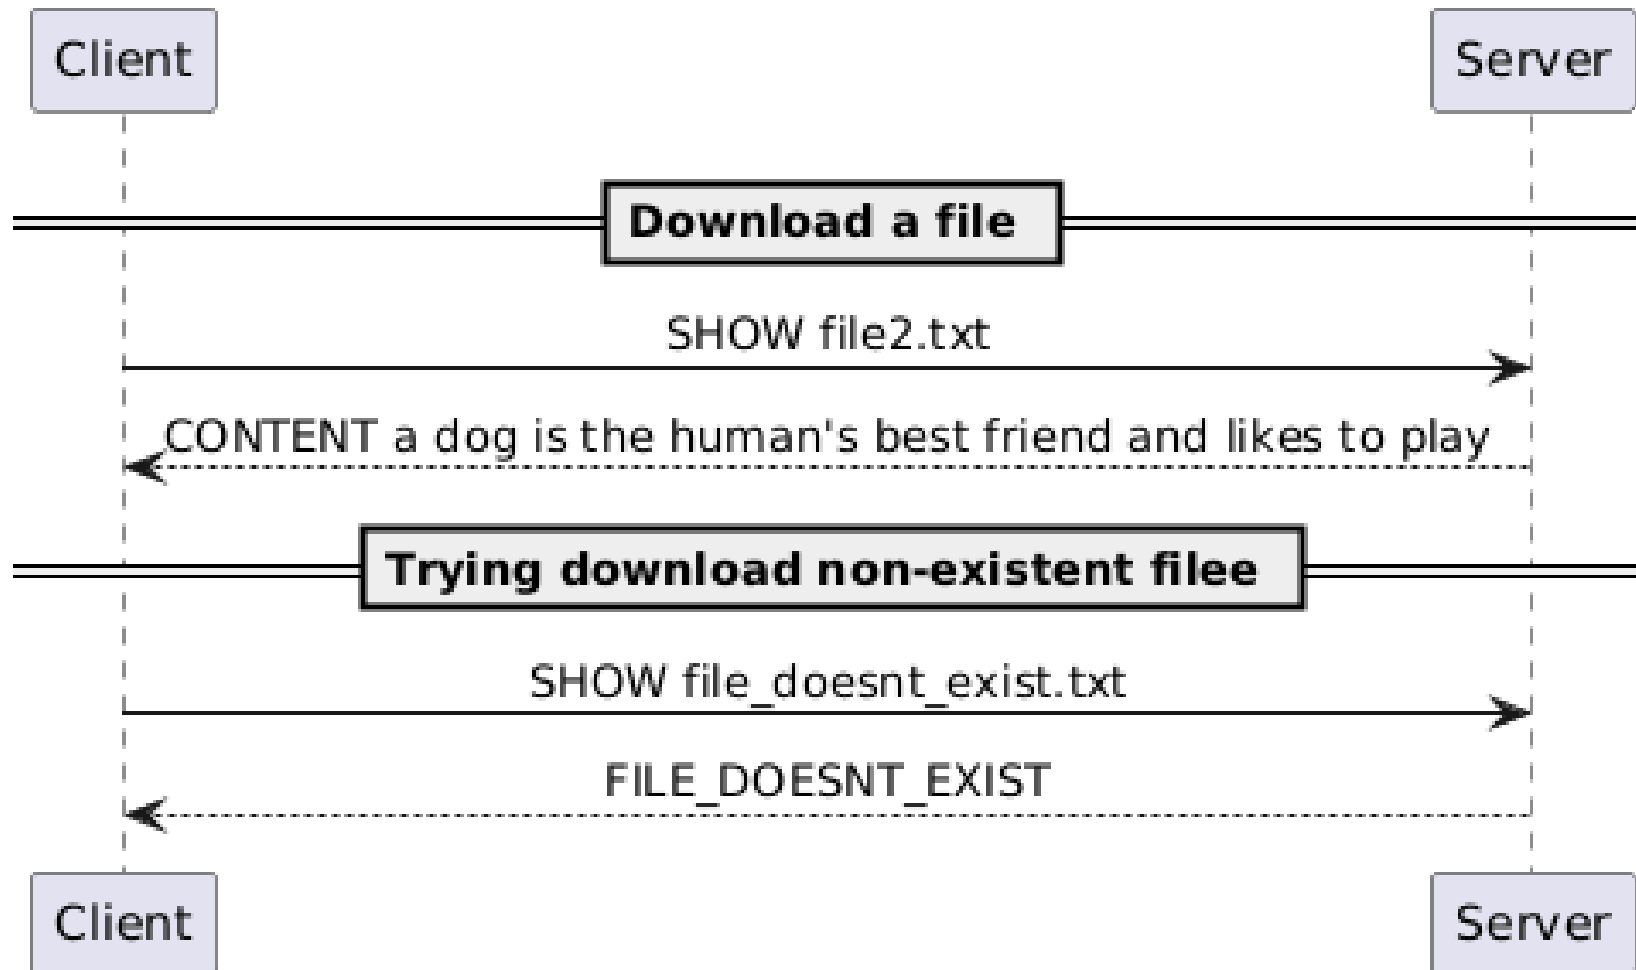 Client
Server
Download a file
SHOW file2.txt
CONTENT a dog is the human's best friend and likes to play
Trying download non-existent filee
SHOW file_doesnt_exist.txt
FILE_DOESNT_EXIST
Client
Server